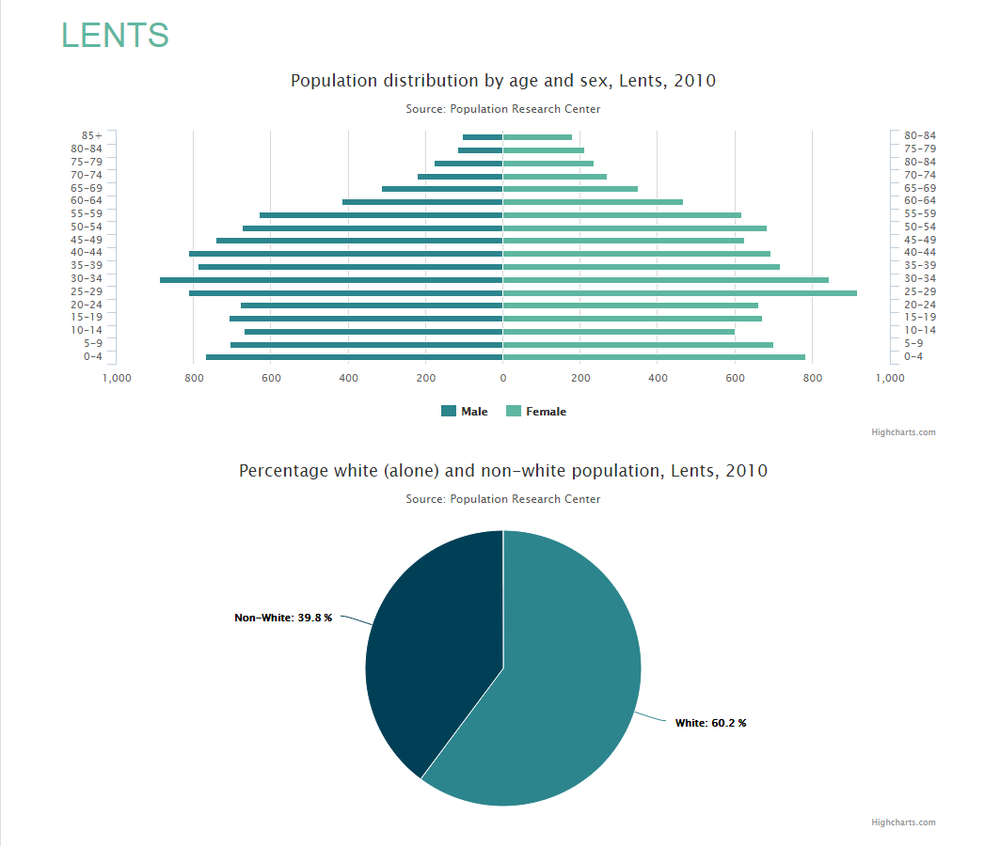 LENTS
Population distribution by age and sex, Lents, 2010
Source: Population Research Center
85+ 80-84
80-84 75-79
75-79 80-84
70-74 70-74
65-69 65-69
60-64 60-64
55-59 55-59
50-54 50-54
45-49 45-49
40-44 40-44
35-39 35-39
30-34 30-34
25-29 25-29
20-24 20-24
15-19 15-19
10-14 10-14
5-9 5-9
0-4 0-4
1,000 800 600 400 200 0 200 400 600 800 1,000
Male Female
Highcharts.com
Percentage white (alone) and non-white population, Lents, 2010
Source: Population Research Center
Non-White: 39.8 %
White: 60.2 %
Highcharts.com